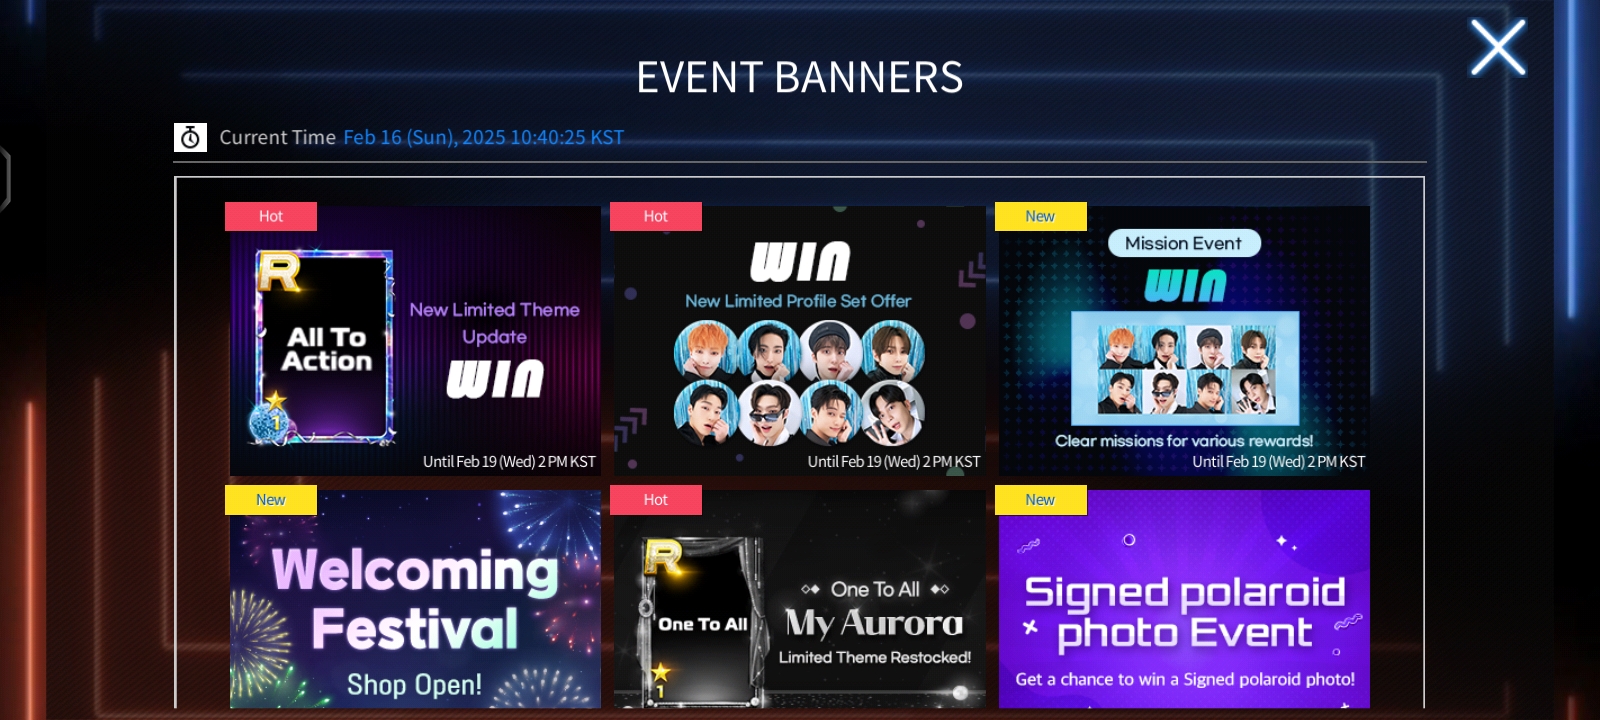 EVENT BANNERS
Current Time Feb 16 (Sun), 2025 10:40:25 KST
Hot
R
All To
Action
1
New Limited Theme
Update
WIN
Until Feb 19 (Wed) 2 PM KST
Hot
WIN
New Limited Profile Set Offer
Until Feb 19 (Wed) 2 PM KST
New
Mission Event
WIN
Clear missions for various rewards!
Until Feb 19 (Wed) 2 PM KST
New
Welcoming
Festival
Shop Open!
Hot
R
One To All
1
One To All
My Aurora
Limited Theme Restocked!
New
Signed polaroid
photo Event
Get a chance to win a Signed polaroid photo!